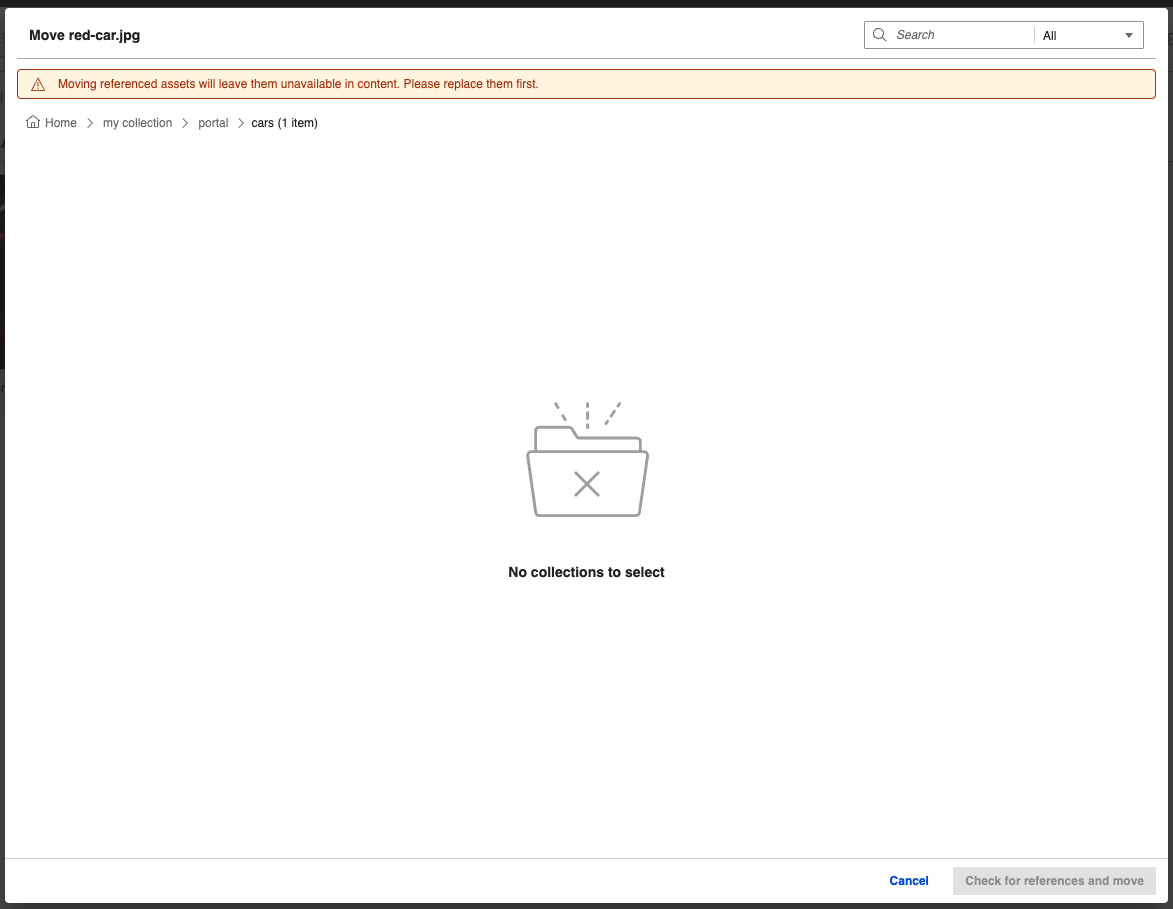 Move red-car.jpg
Search
All
Moving referenced assets will leave them unavailable in content. Please replace them first.
Home > my collection > portal > cars (1 item)
No collections to select
Cancel
Check for references and move